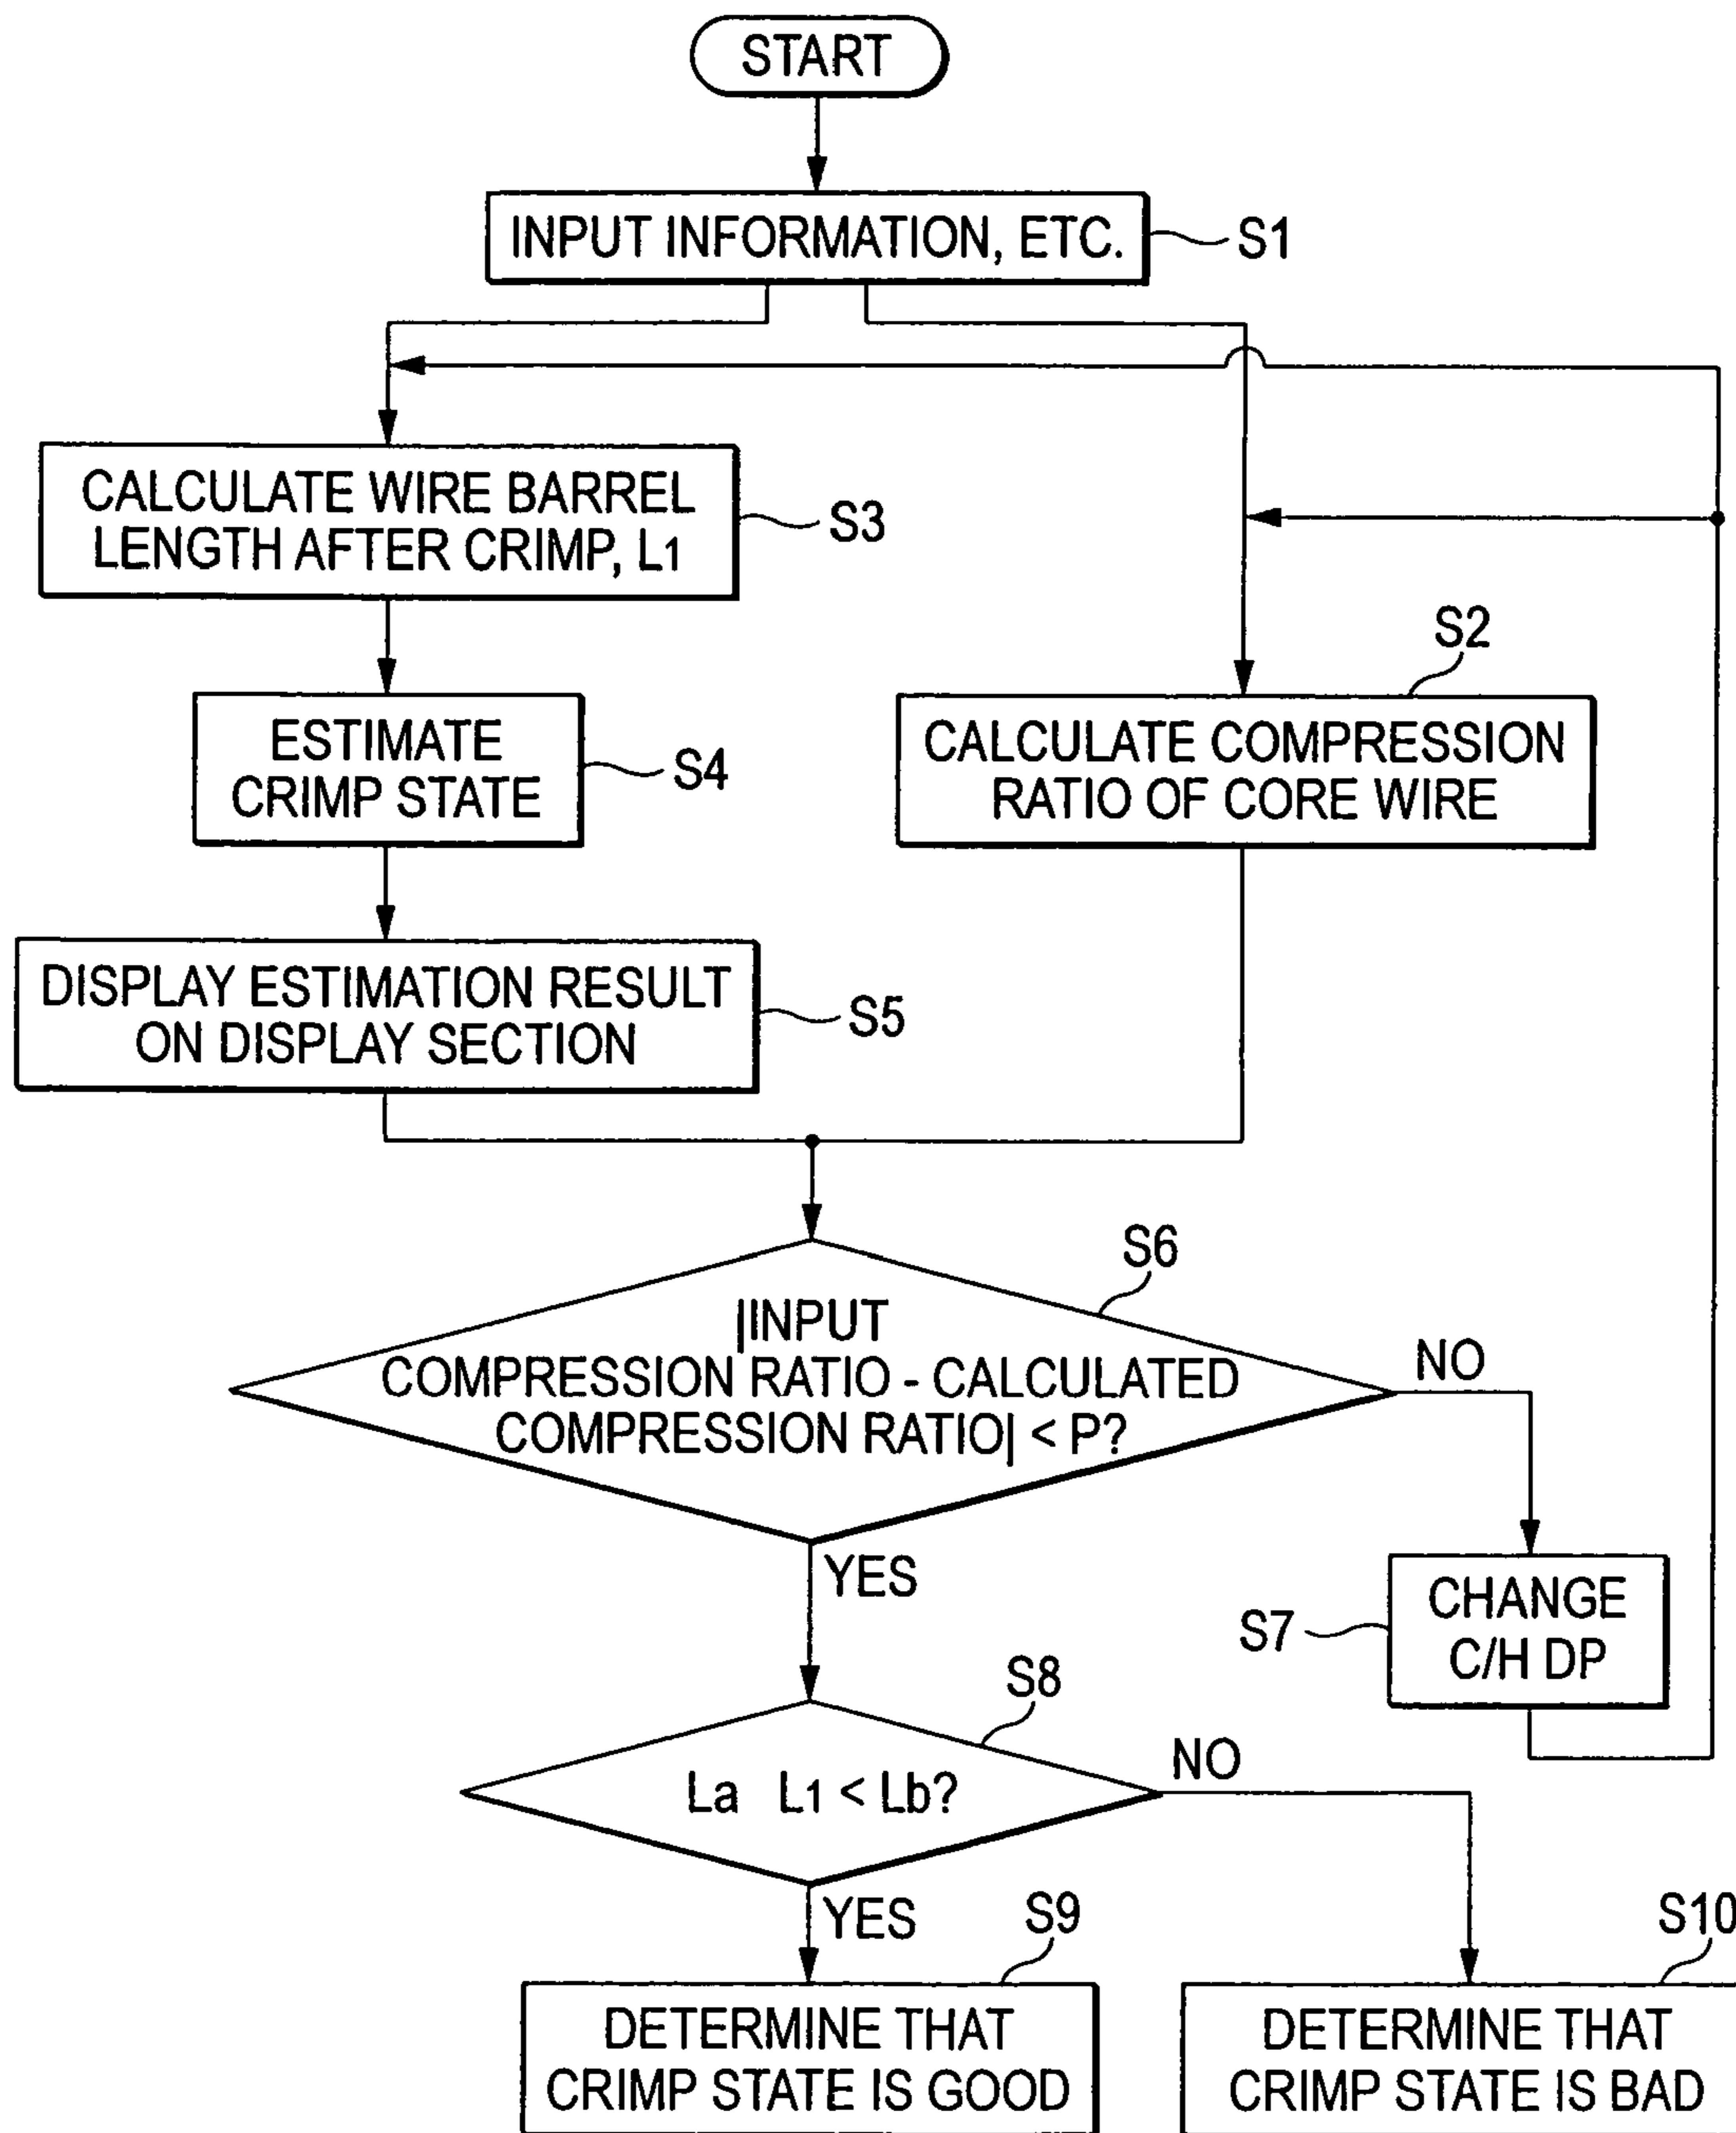 START
INPUT INFORMATION, ETC.
S1
CALCULATE WIRE BARREL
LENGTH AFTER CRIMP, L1
S3
S2
ESTIMATE
CRIMP STATE
S4
CALCULATE COMPRESSION
RATIO OF CORE WIRE
DISPLAY ESTIMATION RESULT
ON DISPLAY SECTION
S5
S6
|INPUT
COMPRESSION RATIO - CALCULATED
COMPRESSION RATIO| < P?
NO
YES
CHANGE
C/H DP
S7
S8
La L1 < Lb?
NO
YES
S9
S10
DETERMINE THAT
CRIMP STATE IS GOOD
DETERMINE THAT
CRIMP STATE IS BAD